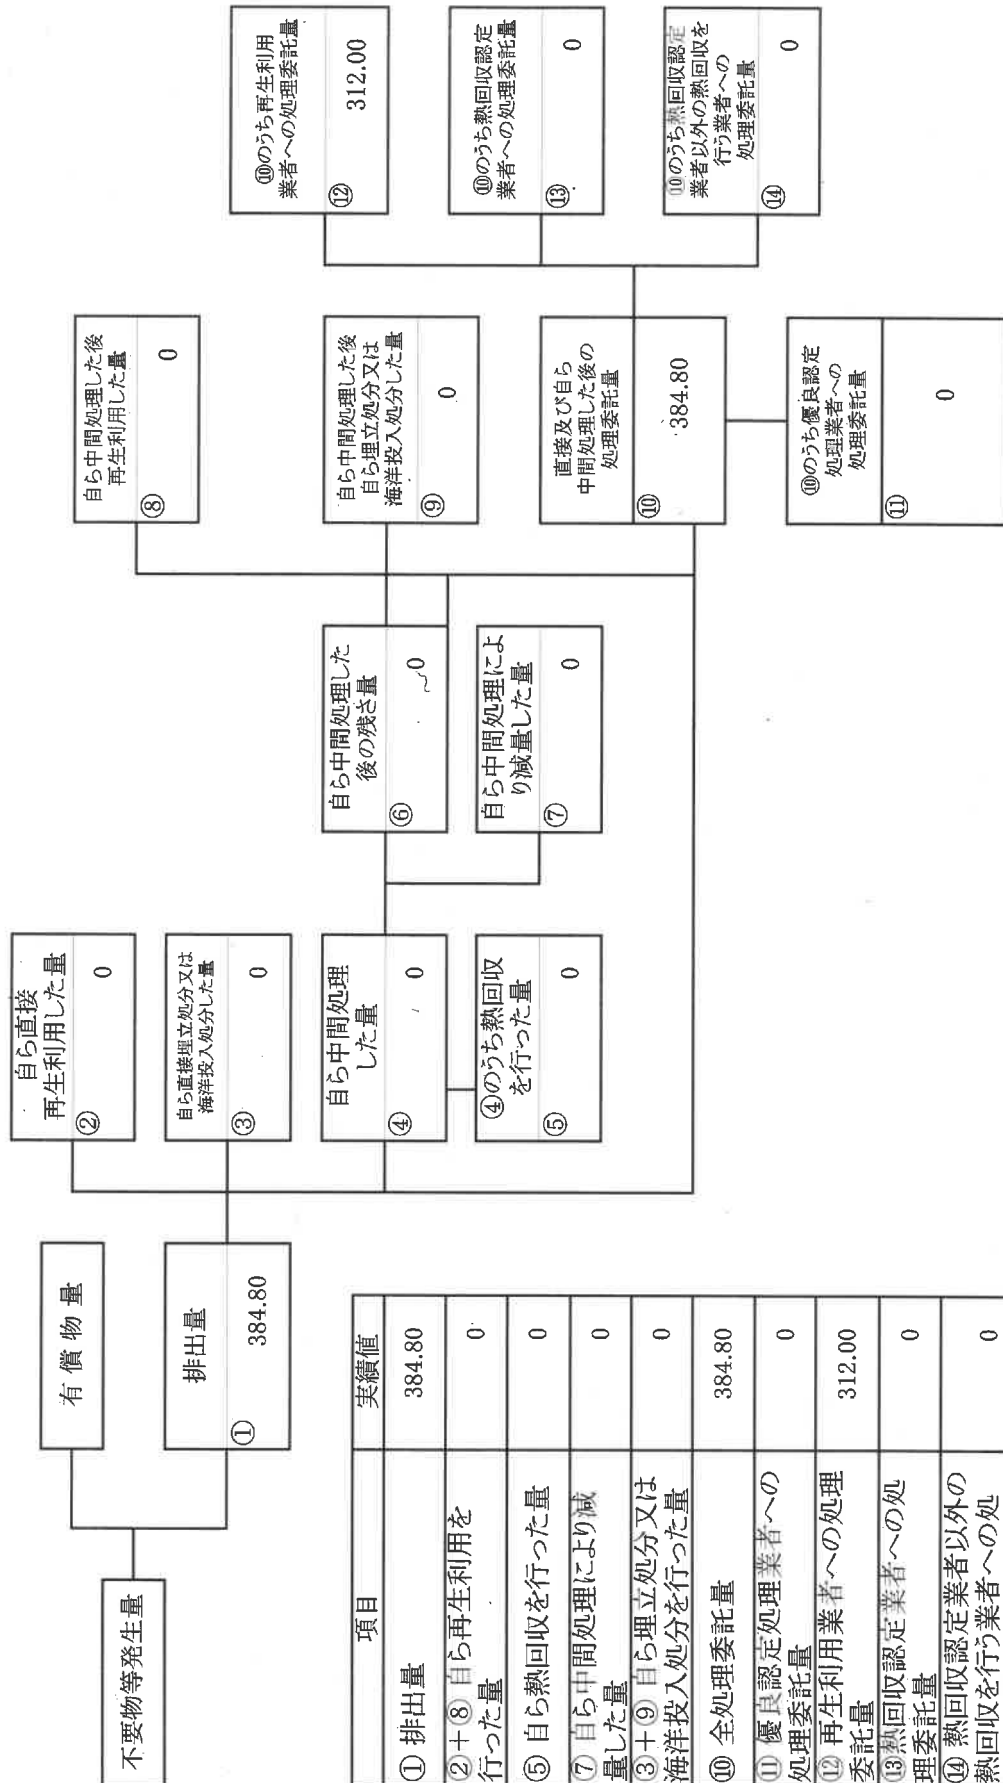 不要物等発生量
有償物量
排出量
①
384.80
自ら直接
再生利用した量
②
0
自ら直接埋立処分又は
海洋投入処分した量
③
0
自ら中間処理
した量
④
0
④のうち熱回収
を行った量
⑤
0
自ら中間処理した
後の残さ量
⑥
0
自ら中間処理によ
り減量した量
⑦
0
自ら中間処理した後
再生利用した量
⑧
0
自ら中間処理した後
自ら埋立処分又は
海洋投入処分した量
⑨
0
直接及び自ら
中間処理した後の
処理委託量
⑩
384.80
⑩のうち優良認定
処理業者への
処理委託量
⑪
0
⑩のうち再生利用
業者への処理委託量
⑫
312.00
⑩のうち熱回収認定
業者への処理委託量
⑬
0
⑩のうち熱回収認定
業者以外の熱回収を
行う業者への
処理委託量
⑭
0
項目 実績値
① 排出量 384.80
②+⑧ 自ら再生利用を
行った量 0
⑤ 自ら熱回収を行った量 0
⑦ 自ら中間処理により減
量した量 0
③+⑨ 自ら埋立処分又は
海洋投入処分を行った量 0
⑩ 全処理委託量 384.80
⑪ 優良認定処理業者への
処理委託量 0
⑫ 再生利用業者への処理
委託量 312.00
⑬熱回収認定業者への処
理委託量 0
⑭ 熱回収認定業者以外の
熱回収を行う業者への処 0